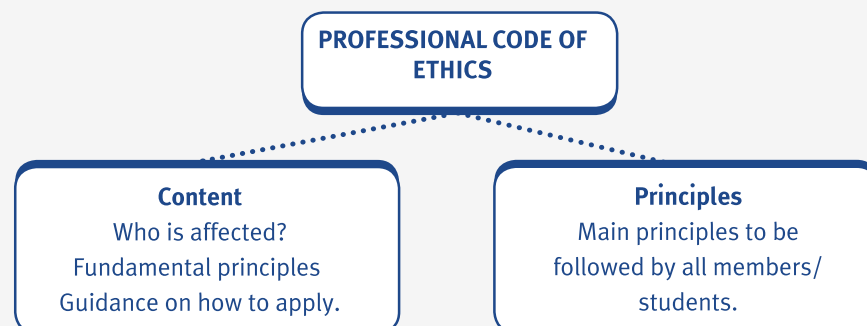 PROFESSIONAL CODE OF
ETHICS
Content
Who is affected?
Fundamental principles
Guidance on how to apply.
Principles
Main principles to be
followed by all members/
students.